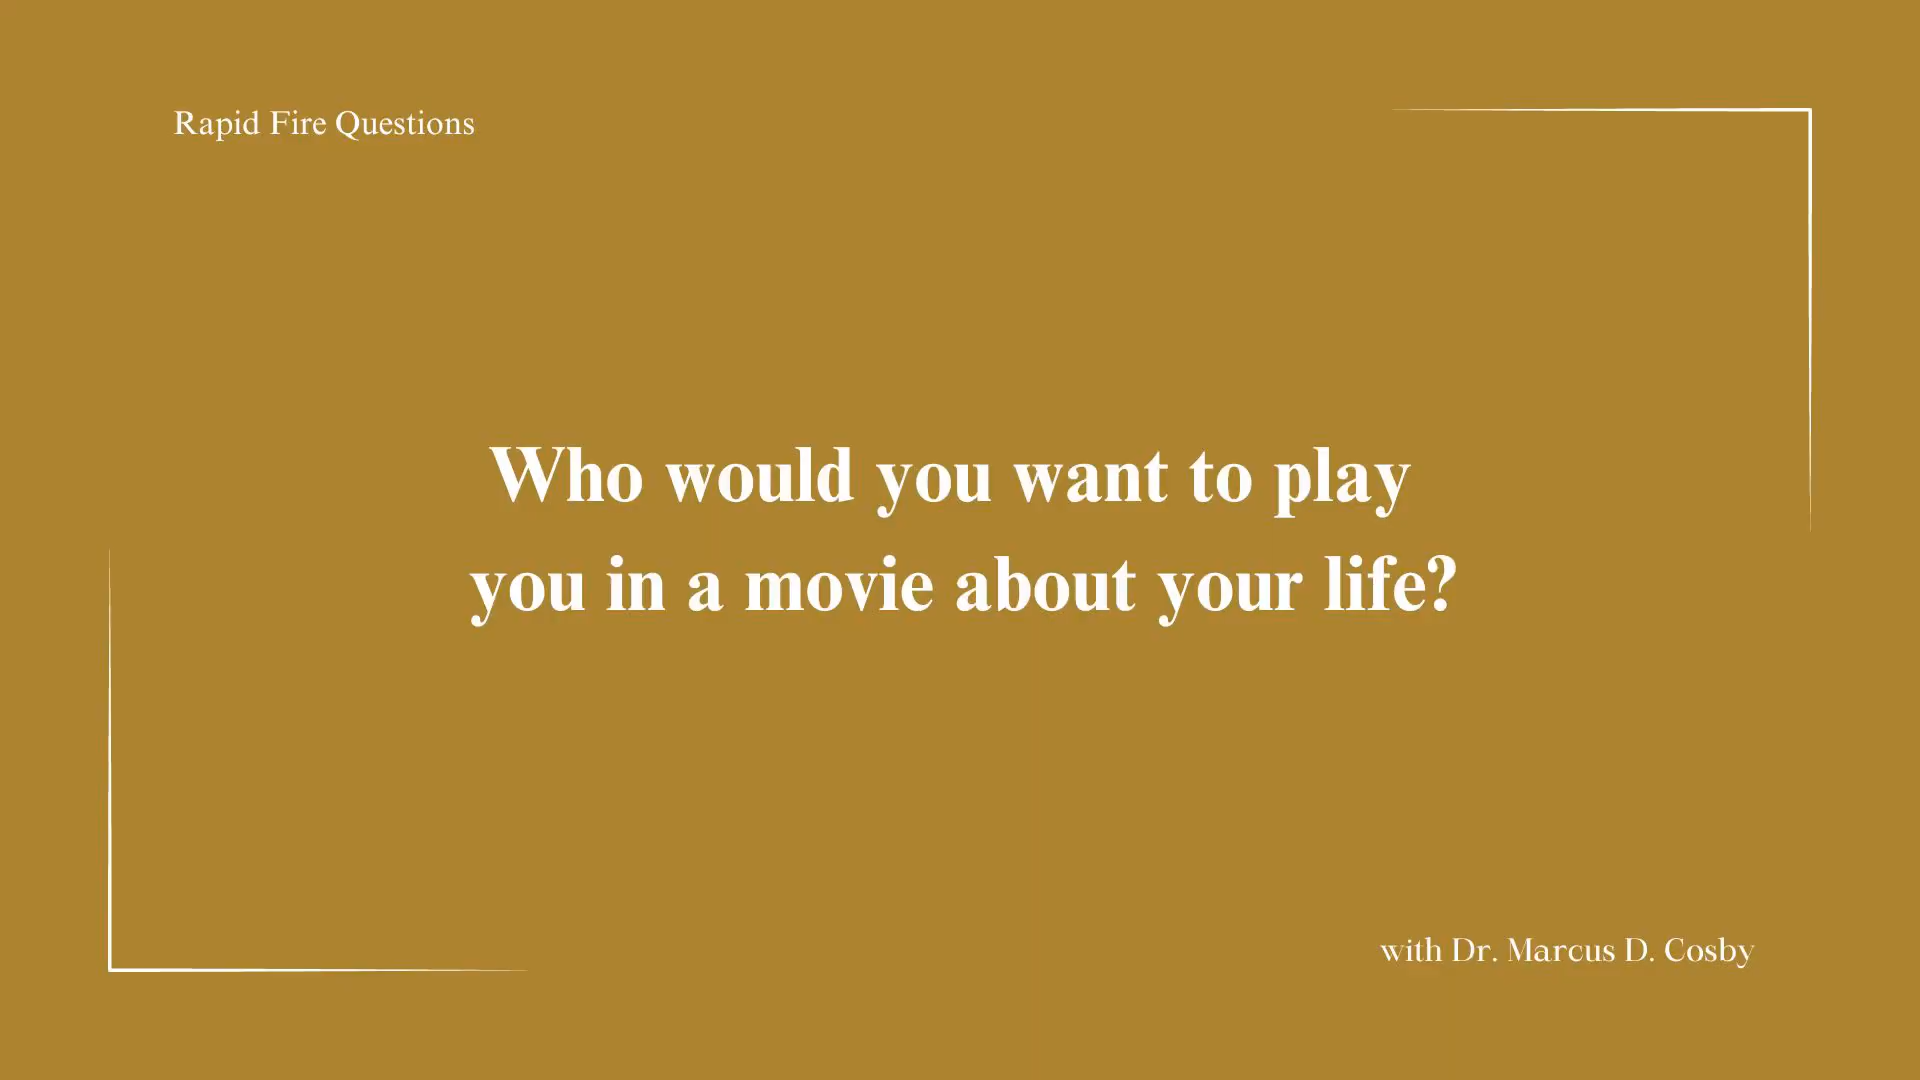 Rapid Fire Questions
Who would you want to play
you in a movie about your life?
with Dr. Marcus D. Cosby